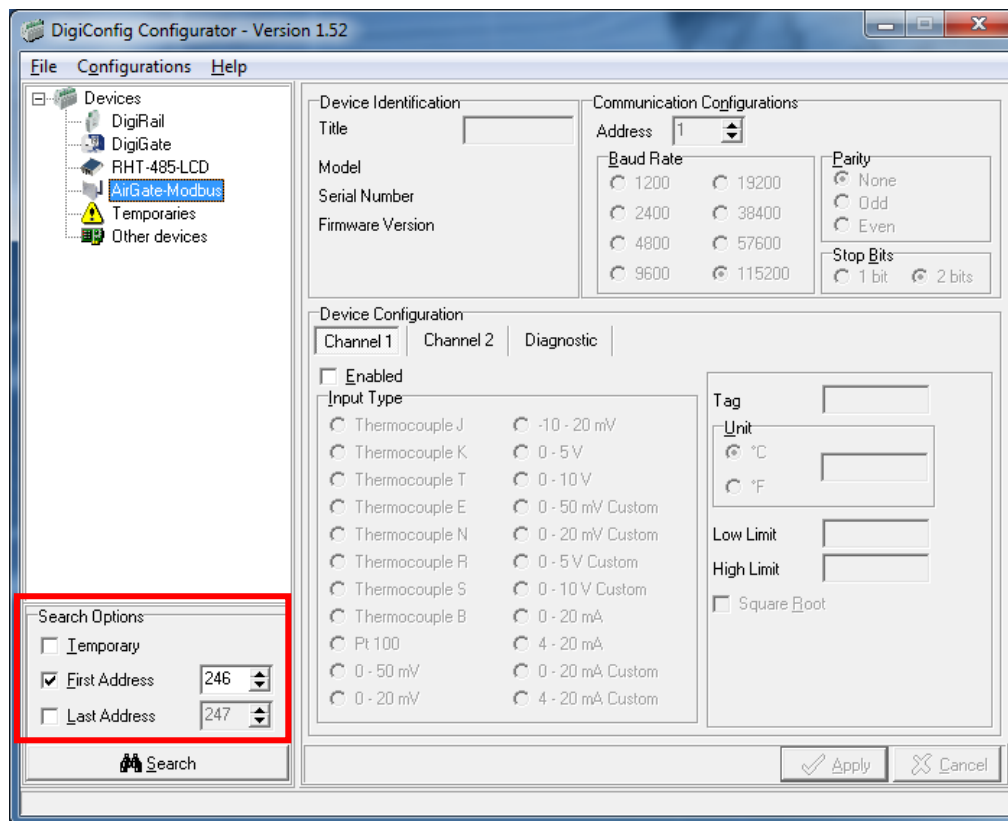 DigiConfig Configurator - Version 1.52
File Configurations Help
Devices
DigiRail
DigiGate
RHT-485-LCD
AirGate-Modbus
Temporaries
Other devices
Search Options
Temporary
First Address 246
Last Address 247
Search
Device Identification
Title
Model
Serial Number
Firmware Version
Communication Configurations
Address 1
Baud Rate
1200 19200
2400 38400
4800 57600
9600 115200
Parity
None
Odd
Even
Stop Bits
1 bit 2 bits
Device Configuration
Channel 1 Channel 2 Diagnostic
Enabled
Input Type
Thermocouple J -10 - 20 mV
Thermocouple K 0 - 5 V
Thermocouple T 0 - 10 V
Thermocouple E 0 - 50 mV Custom
Thermocouple N 0 - 20 mV Custom
Thermocouple R 0 - 5 V Custom
Thermocouple S 0 - 10 V Custom
Thermocouple B 0 - 20 mA
Pt 100 4 - 20 mA
0 - 50 mV 0 - 20 mA Custom
0 - 20 mV 4 - 20 mA Custom
Tag
Unit
°C
°F
Low Limit
High Limit
Square Root
Apply Cancel